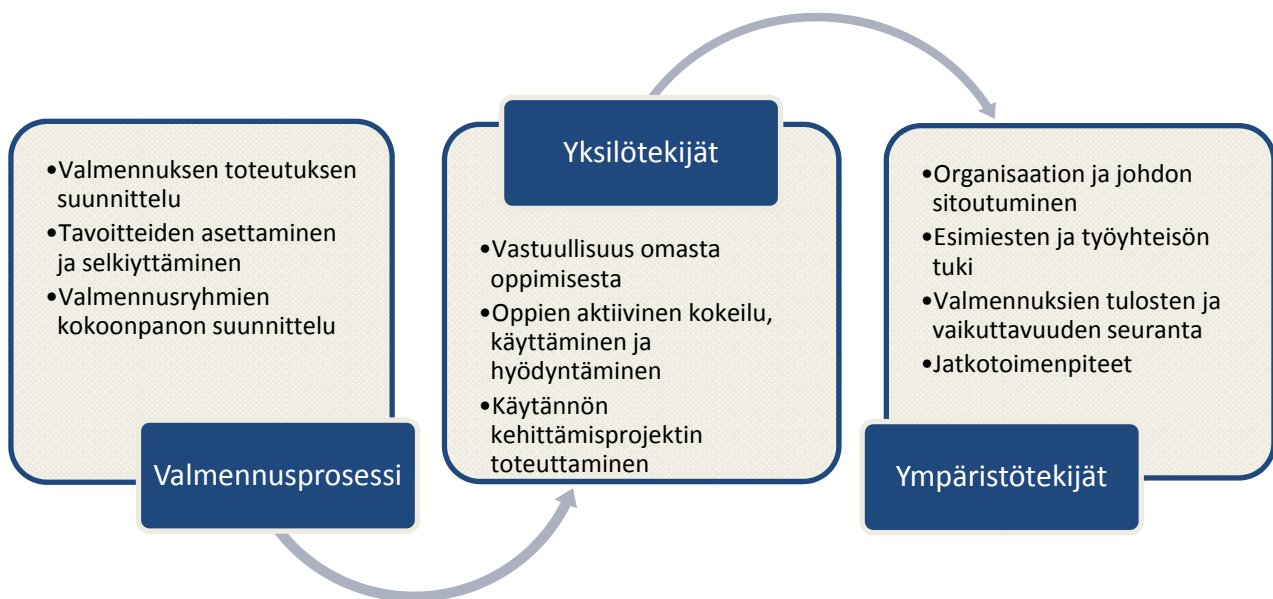 •Valmennuksen toteutuksen
suunnittelu
•Tavoitteiden asettaminen
ja selkiyttäminen
•Valmennusryhmien
kokoonpanon suunnittelu
Valmennusprosessi
Yksilötekijät
•Vastuullisuus omasta
oppimisesta
•Oppien aktiivinen kokeilu,
käyttäminen ja
hyödyntäminen
•Käytännön
kehittämisprojektin
toteuttaminen
•Organisaation ja johdon
sitoutuminen
•Esimiesten ja työyhteisön
tuki
•Valmennuksien tulosten ja
vaikuttavuuden seuranta
•Jatkotoimenpiteet
Ympäristötekijät